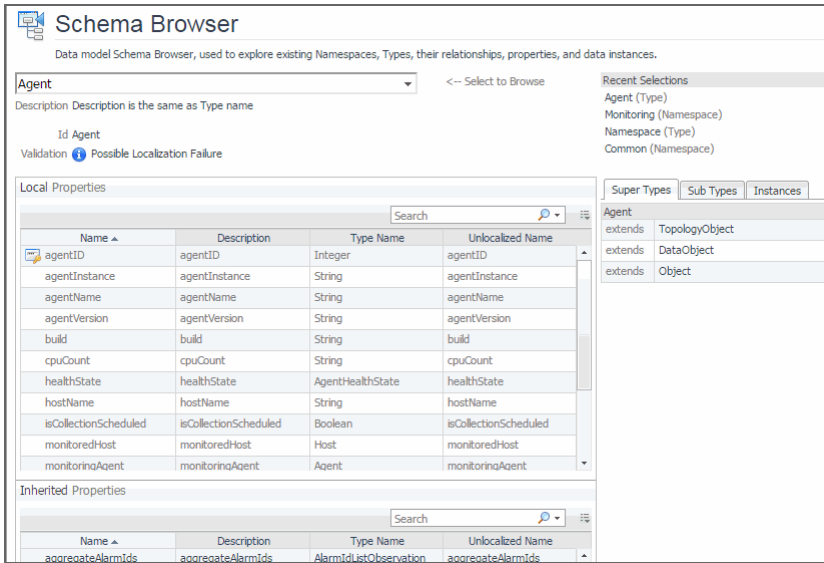 Schema Browser
Data model Schema Browser, used to explore existing Namespaces, Types, their relationships, properties, and data instances.
Agent
<-- Select to Browse
Description Description is the same as Type name
Id Agent
Validation Possible Localization Failure
Recent Selections
Agent (Type)
Monitoring (Namespace)
Namespace (Type)
Common (Namespace)
Local Properties
Search
Name Description Type Name Unlocalized Name
agentID agentID Integer agentID
agentInstance agentInstance String agentInstance
agentName agentName String agentName
agentVersion agentVersion String agentVersion
build build String build
cpuCount cpuCount String cpuCount
healthState healthState AgentHealthState healthState
hostName hostName String hostName
isCollectionScheduled isCollectionScheduled Boolean isCollectionScheduled
monitoredHost monitoredHost Host monitoredHost
monitoringAgent monitoringAgent Agent monitoringAgent
Super Types Sub Types Instances
Agent
extends TopologyObject
extends DataObject
extends Object
Inherited Properties
Search
Name Description Type Name Unlocalized Name
aggregateAlarmIds aggregateAlarmIds AlarmIdListObservation aggregateAlarmIds